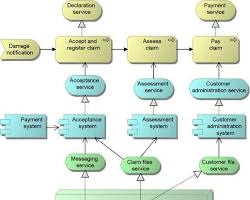 Declaration
service
Payment
service
Damage
notification
Accept and
register claim
Assess
claim
Pay
claim
Acceptance
service
Assessment
service
Customer
administration service
Payment
system
Acceptance
system
Assessment
system
Customer
administration
system
Messaging
service
Claim files
service
Customer file
service